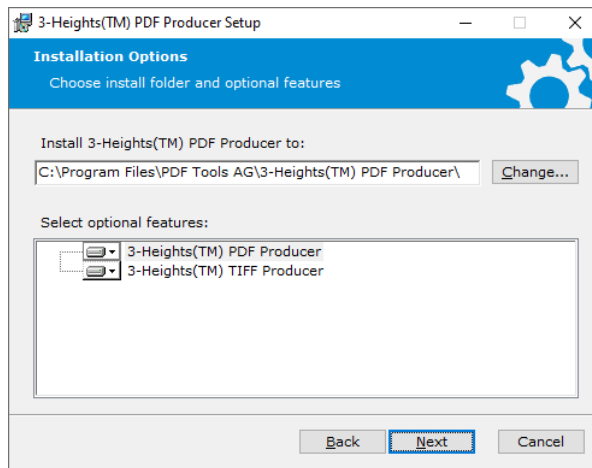 3-Heights(TM) PDF Producer Setup
Installation Options
Choose install folder and optional features
Install 3-Heights(TM) PDF Producer to:
C:\Program Files\PDF Tools AG\3-Heights(TM) PDF Producer\
Change...
Select optional features:
3-Heights(TM) PDF Producer
3-Heights(TM) TIFF Producer
Back
Next
Cancel